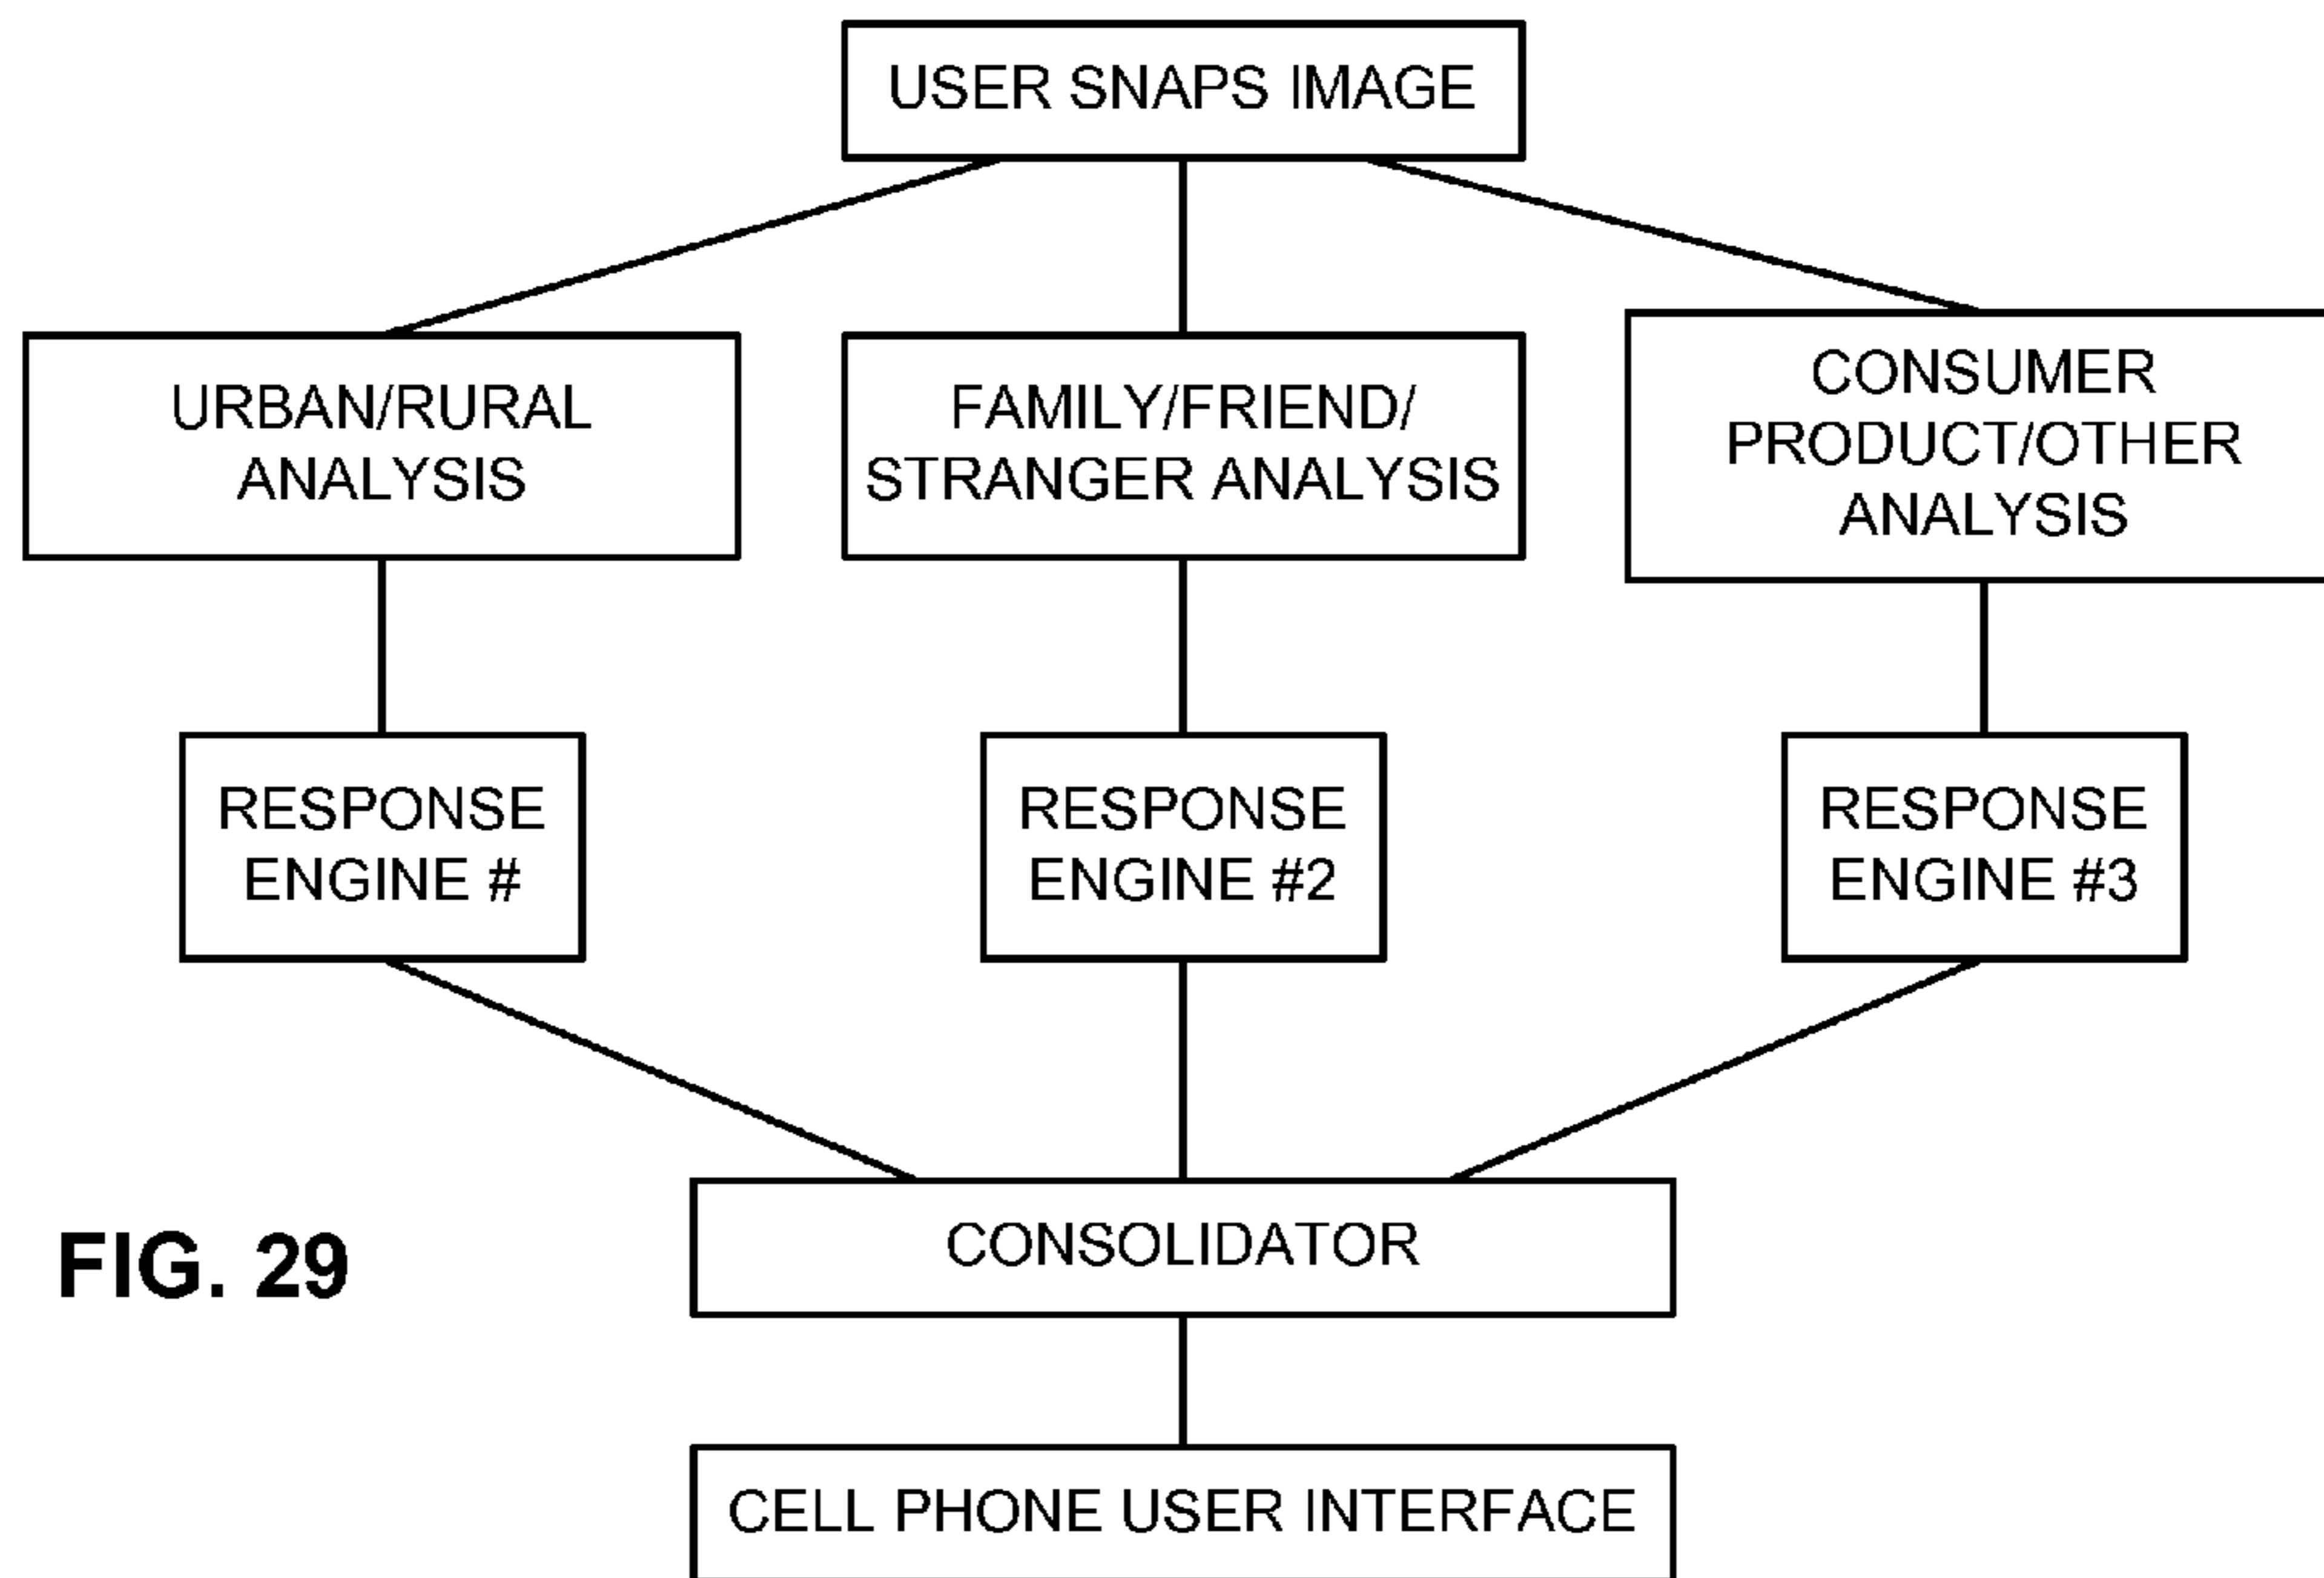 USER SNAPS IMAGE
URBAN/RURAL
ANALYSIS
FAMILY/FRIEND/
STRANGER ANALYSIS
CONSUMER
PRODUCT/OTHER
ANALYSIS
RESPONSE
ENGINE #
RESPONSE
ENGINE #2
RESPONSE
ENGINE #3
CONSOLIDATOR
FIG. 29
CELL PHONE USER INTERFACE